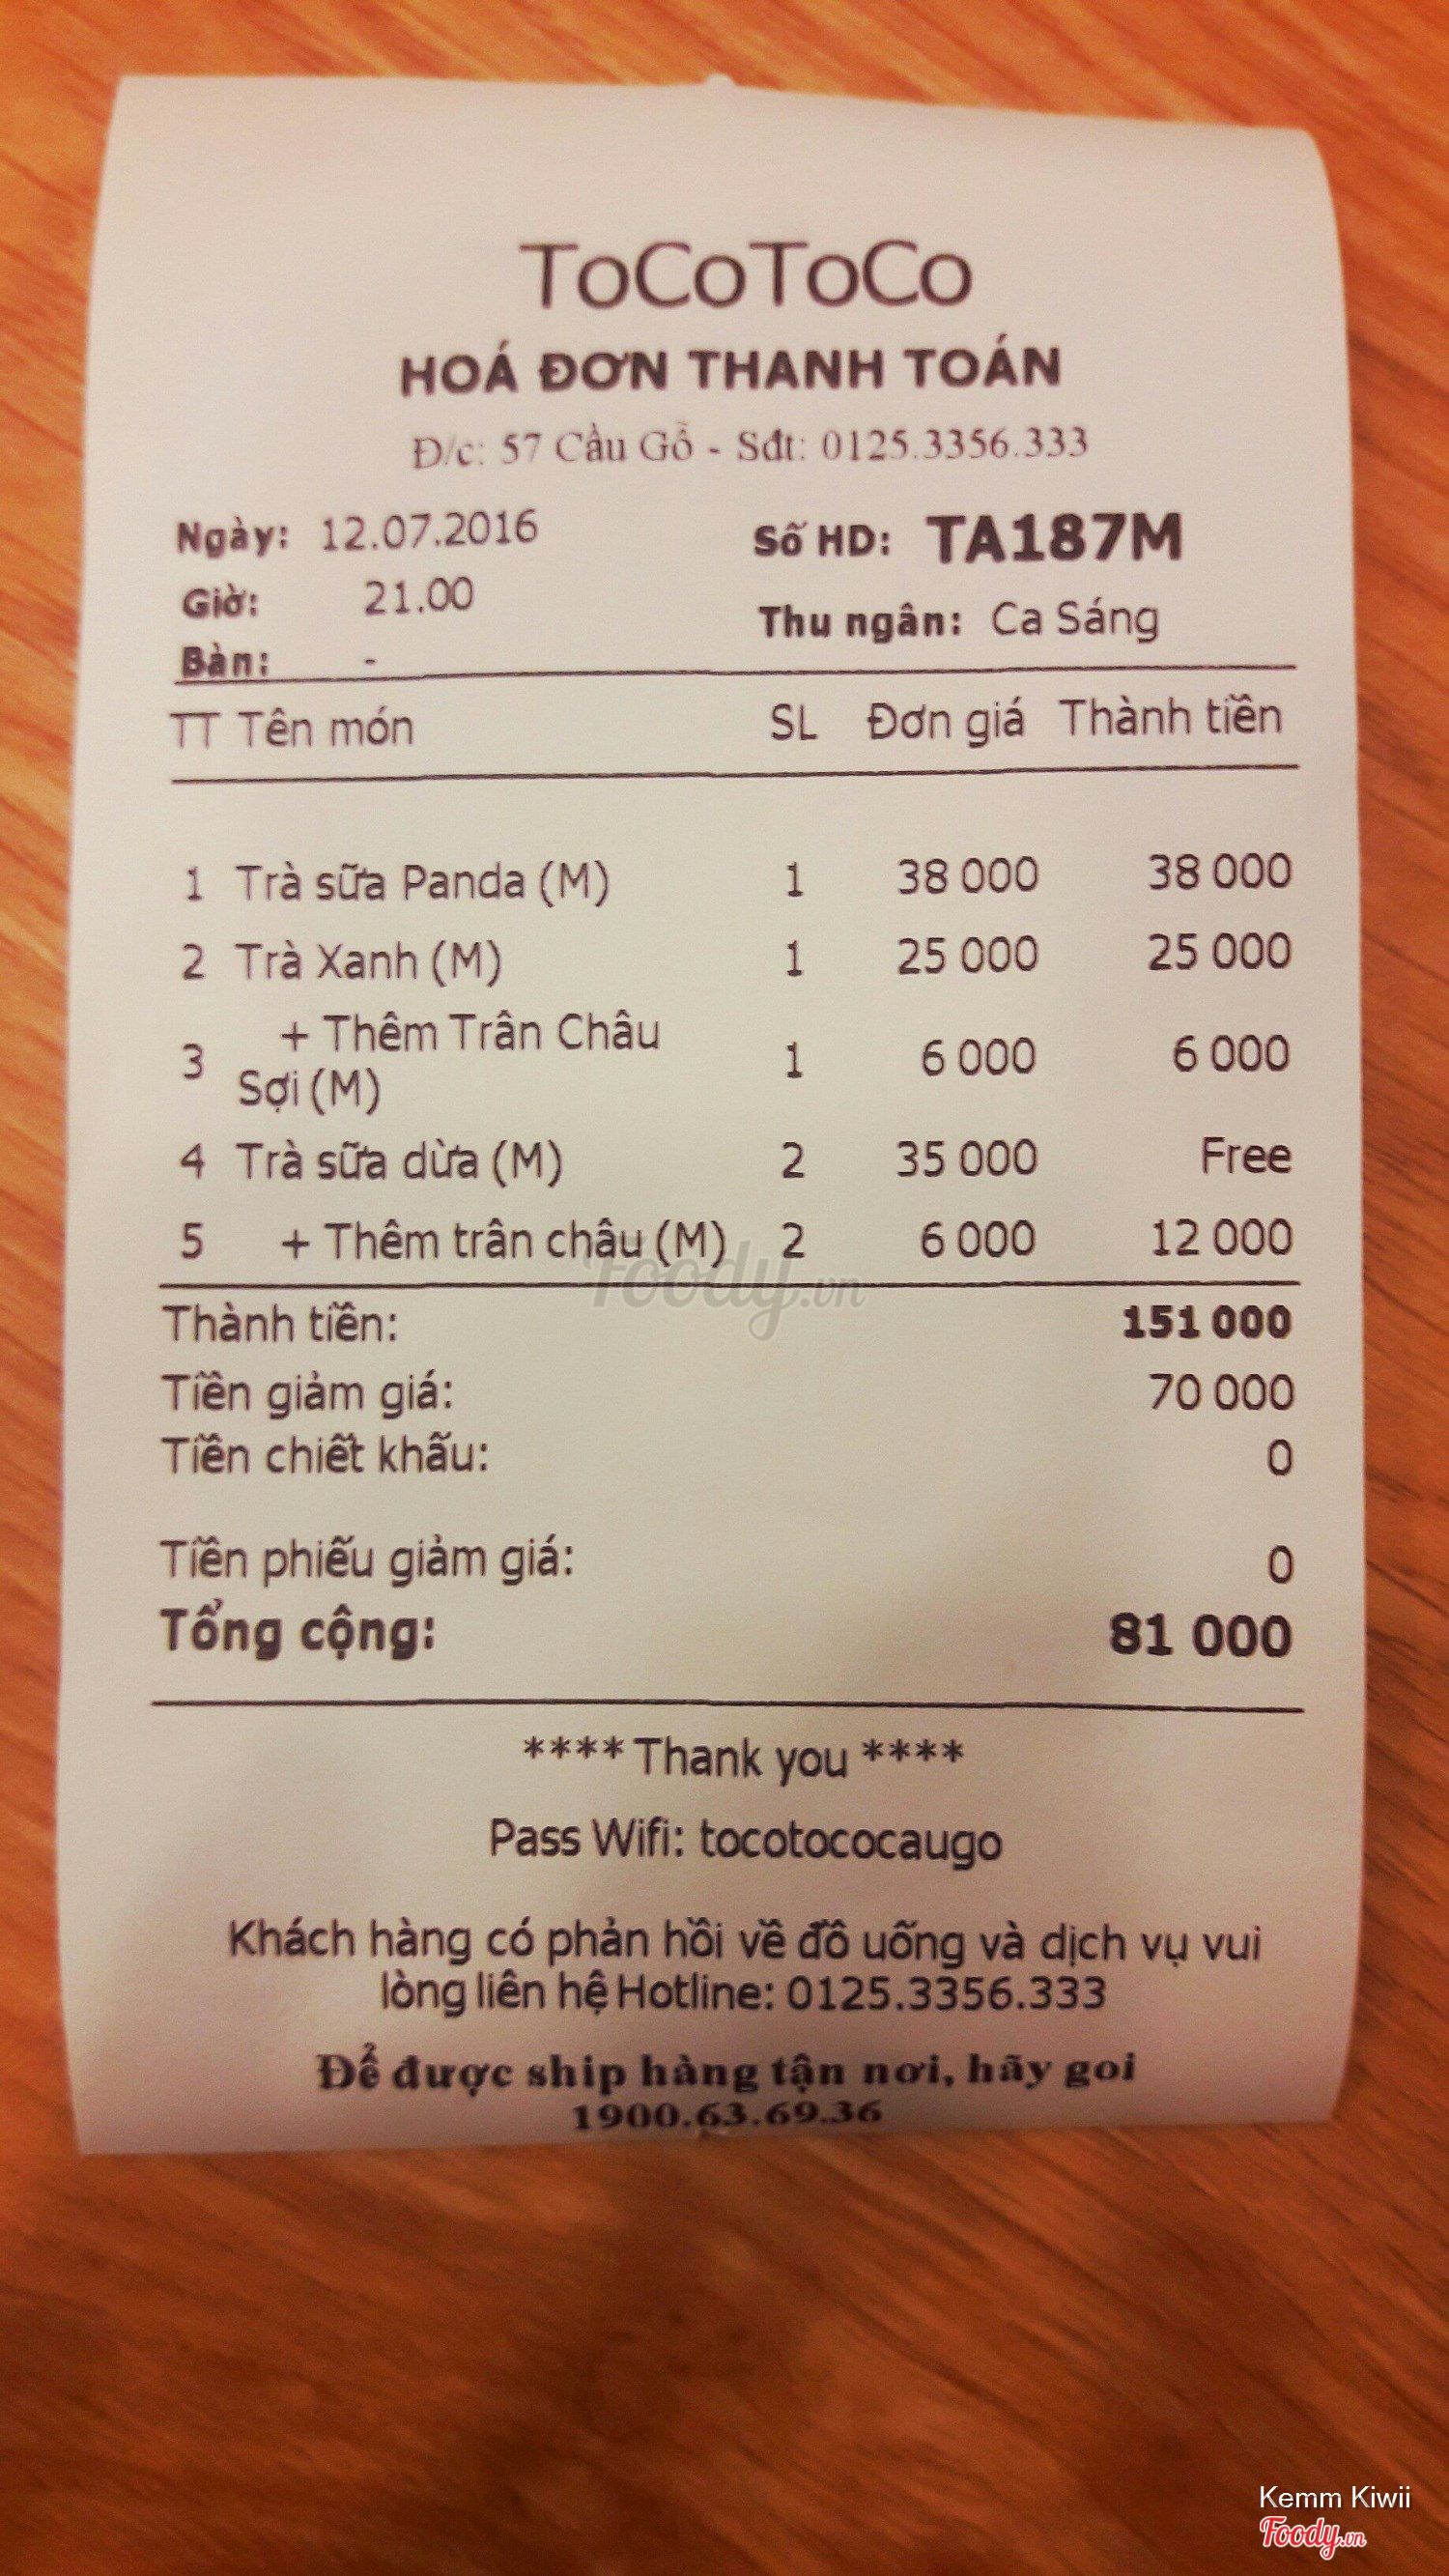 ToCoToCo
HOÁ ĐƠN THANH TOÁN
Đ/c: 57 Cầu Gỗ - Sđt: 0125.3356.333
Ngày: 12.07.2016 Số HD: TA187M
Giờ: 21.00 Thu ngân: Ca Sáng
Bàn: -
TT Tên món SL Đơn giá Thành tiền
1 Trà sữa Panda (M) 1 38 000 38 000
2 Trà Xanh (M) 1 25 000 25 000
3 + Thêm Trân Châu
Sợi (M) 1 6 000 6 000
4 Trà sữa dừa (M) 2 35 000 Free
5 + Thêm trân châu (M) 2 6 000 12 000
Foody.vn
Thành tiền: 151 000
Tiền giảm giá: 70 000
Tiền chiết khấu: 0
Tiền phiếu giảm giá: 0
Tổng cộng: 81 000
**** Thank you ****
Pass Wifi: tocotococaugo
Khách hàng có phản hồi về đồ uống và dịch vụ vui
lòng liên hệ Hotline: 0125.3356.333
Để được ship hàng tận nơi, hãy goi
1900.63.69.36
Kemm Kiwii
Foody.vn